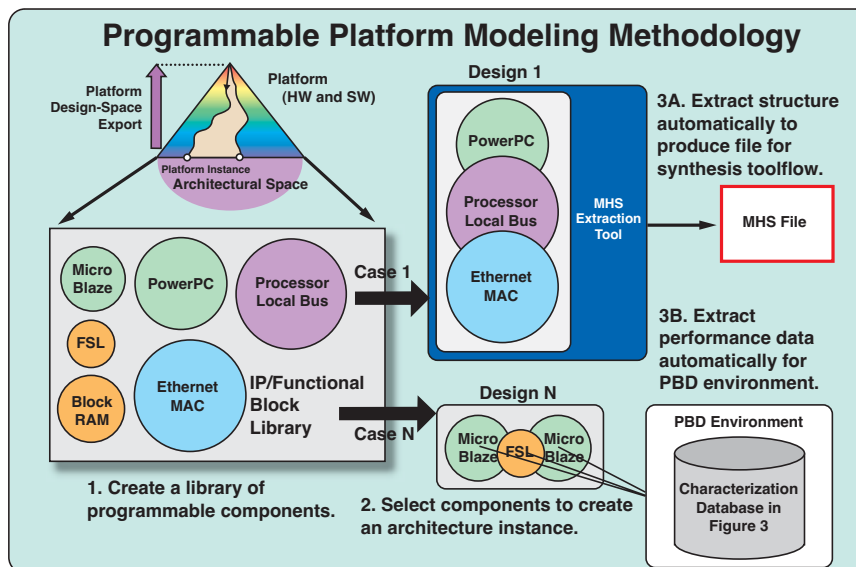 Programmable Platform Modeling Methodology
Platform
Design-Space
Export
Platform
(HW and SW)
Platform Instance
Architectural Space
Micro
Blaze
PowerPC
Processor
Local Bus
FSL
Block
RAM
Ethernet
MAC
IP/Functional
Block
Library
1. Create a library of
programmable components.
Case 1
Case N
Design 1
PowerPC
Processor
Local Bus
Ethernet
MAC
MHS
Extraction
Tool
Design N
Micro
Blaze
FSL
Micro
Blaze
2. Select components to create
an architecture instance.
3A. Extract structure
automatically to
produce file for
synthesis toolflow.
MHS File
3B. Extract
performance data
automatically for
PBD environment.
PBD Environment
Characterization
Database in
Figure 3